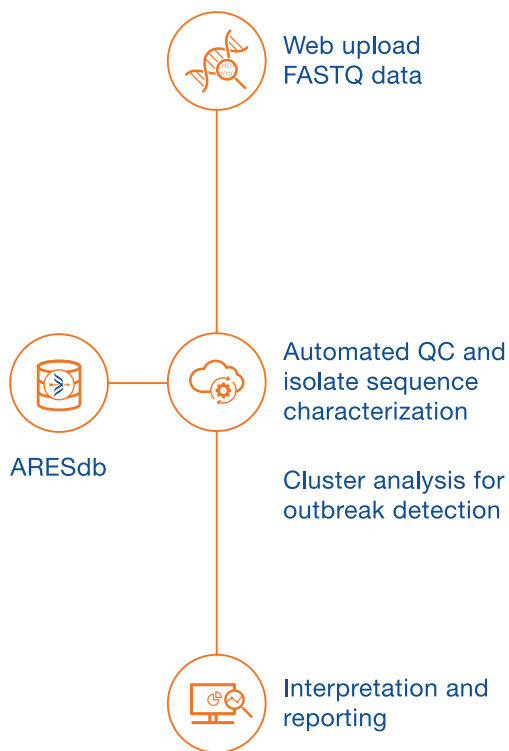 Web upload
FASTQ data
Automated QC and
isolate sequence
characterization
ARESdb
Cluster analysis for
outbreak detection
Interpretation and
reporting